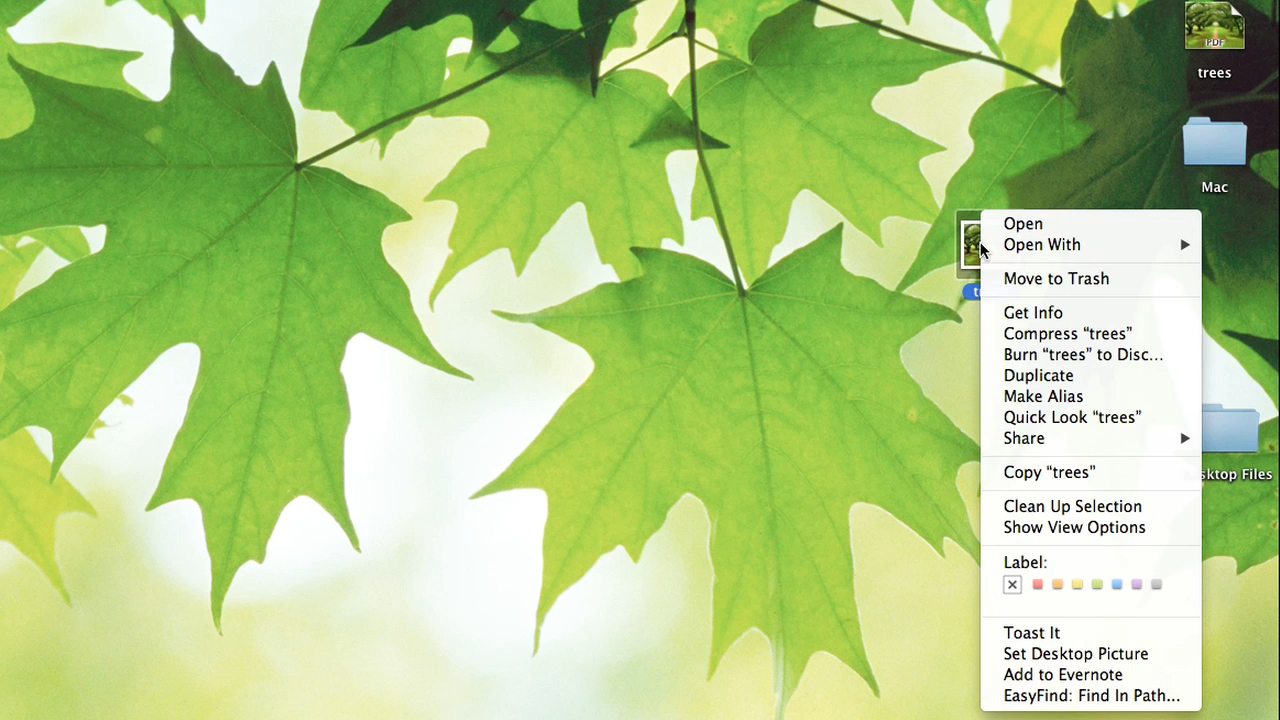 PDF
trees
Mac
Open
Open With
Move to Trash
Get Info
Compress “trees”
Burn “trees” to Disc...
Duplicate
Make Alias
Quick Look “trees”
Share
Copy “trees”
Clean Up Selection
Show View Options
Label:
Toast It
Set Desktop Picture
Add to Evernote
EasyFind: Find In Path...
sktop Files